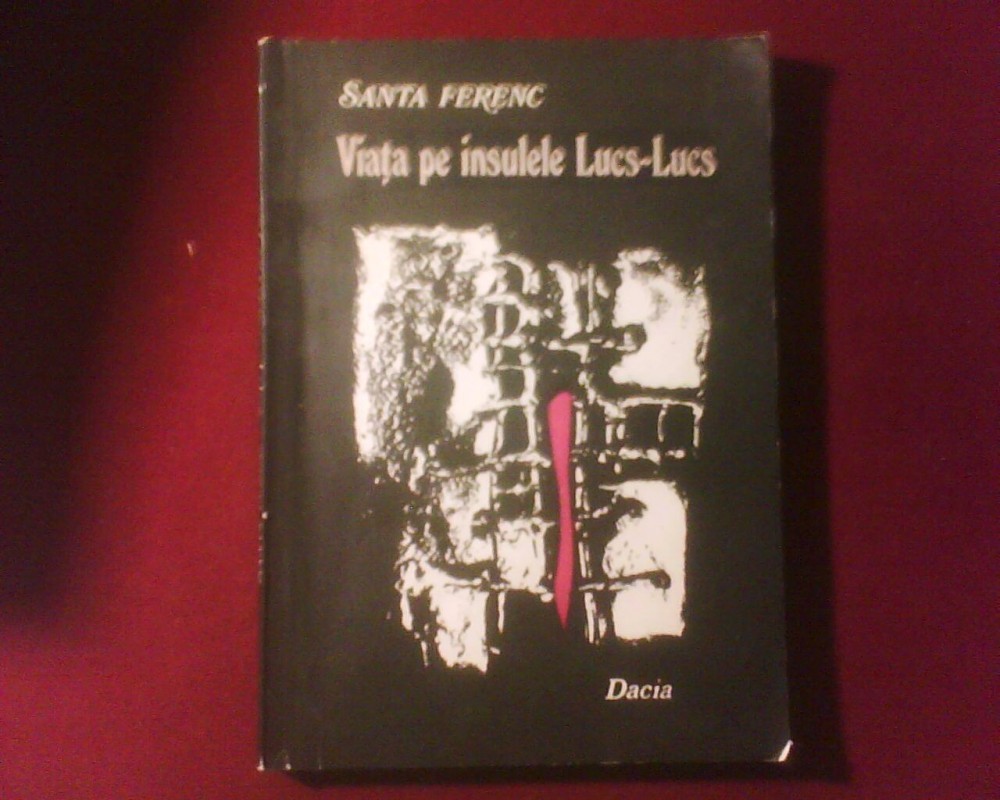 SANTA FERENC
Viața pe insulele Lucs-Lucs
Dacia